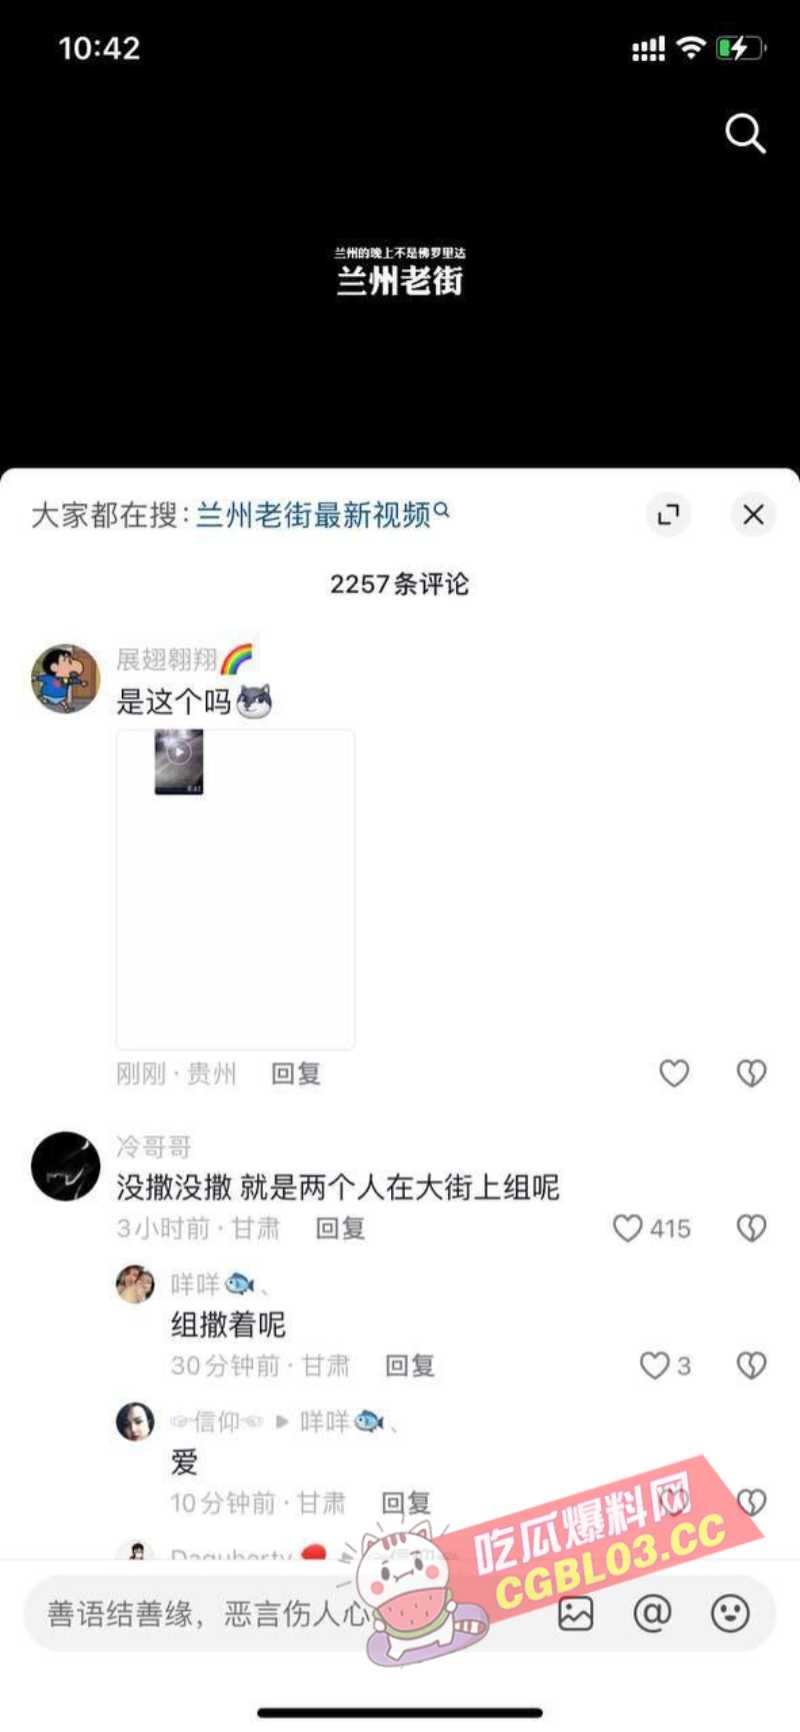 10:42
兰州的晚上不是佛罗里达
兰州老街
大家都在搜:兰州老街最新视频
2257条评论
展翅翱翔🌈
是这个吗
刚刚·贵州 回复
冷哥哥
没撒没撒 就是两个人在大街上组呢
3小时前·甘肃 回复 415
咩咩🐟、
组撒着呢
30分钟前·甘肃 回复 3
☞信仰☜ ▶ 咩咩🐟、
爱
10分钟前·甘肃 回复
吃瓜爆料网
CGBL03.CC
善语结善缘，恶言伤人心